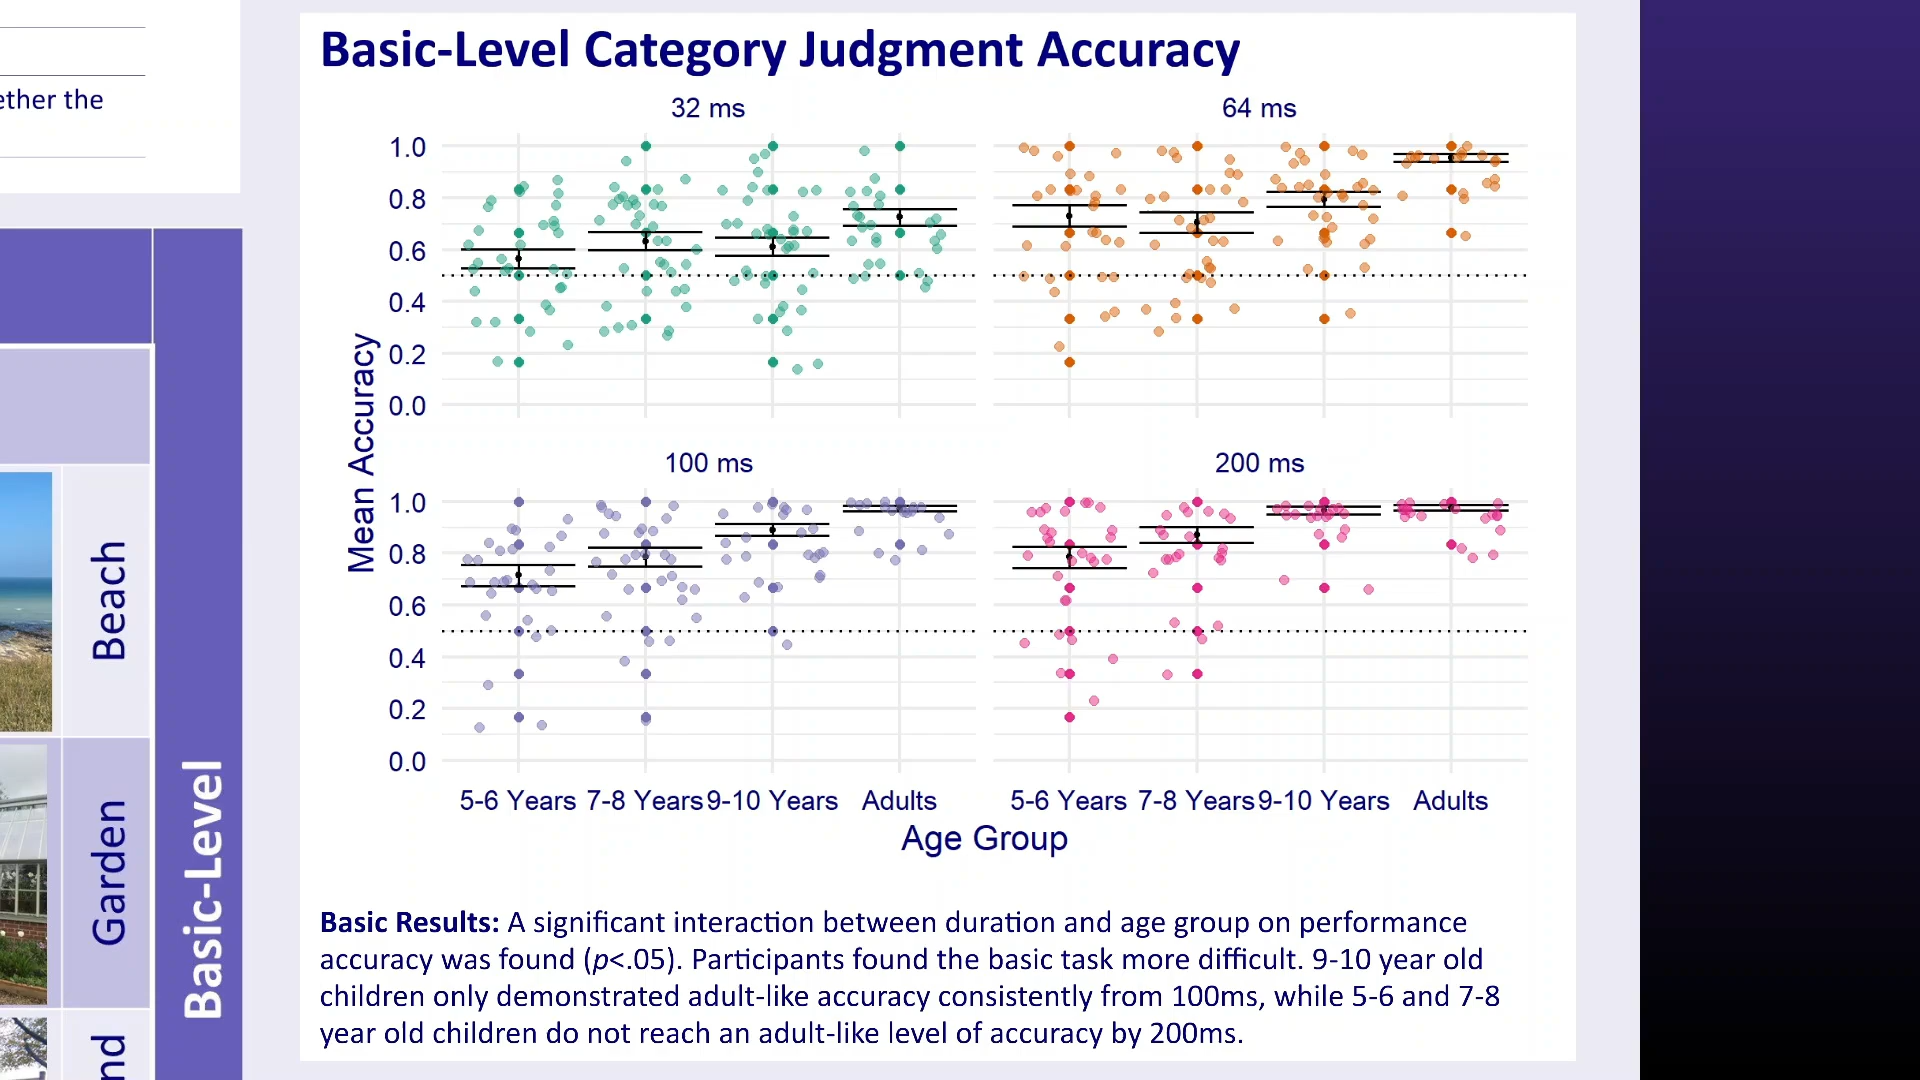 ether the
Beach
Garden
nd
Basic-Level
Basic-Level Category Judgment Accuracy
32 ms
64 ms
1.0
0.8
0.6
0.4
0.2
0.0
100 ms
200 ms
1.0
0.8
0.6
0.4
0.2
0.0
Mean Accuracy
5-6 Years 7-8 Years 9-10 Years Adults
5-6 Years 7-8 Years 9-10 Years Adults
Age Group
Basic Results: A significant interaction between duration and age group on performance
accuracy was found (p<.05). Participants found the basic task more difficult. 9-10 year old
children only demonstrated adult-like accuracy consistently from 100ms, while 5-6 and 7-8
year old children do not reach an adult-like level of accuracy by 200ms.